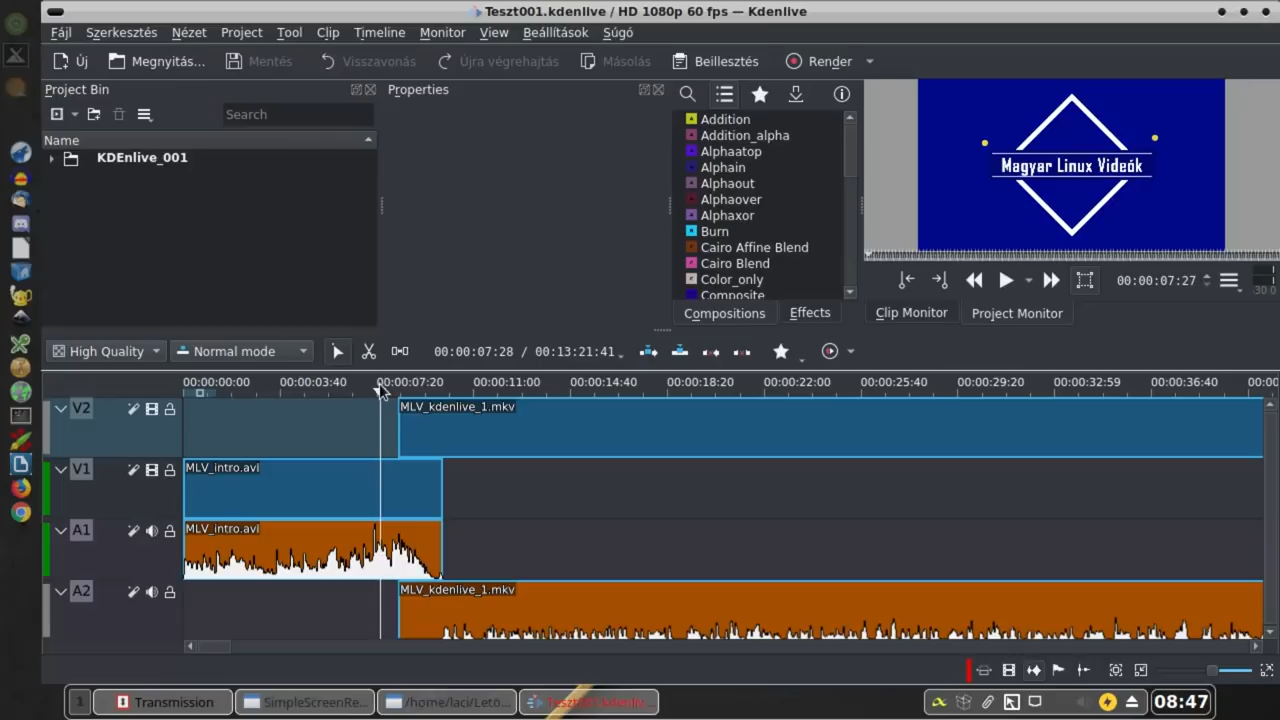 Teszt001.kdenlive / HD 1080p 60 fps — Kdenlive
Fájl Szerkesztés Nézet Project Tool Clip Timeline Monitor View Beállítások Súgó
Új Megnyitás... Mentés Visszavonás Újra végrehajtás Másolás Beillesztés Render
Project Bin
Search
Name
KDEnlive_001
Properties
Addition
Addition_alpha
Alphaatop
Alphain
Alphaout
Alphaover
Alphaxor
Burn
Cairo Affine Blend
Cairo Blend
Color_only
Composite
Compositions Effects
Magyar Linux Videók
00:00:07:27
-30 0
Clip Monitor Project Monitor
High Quality Normal mode 00:00:07:28 / 00:13:21:41
00:00:00:00 00:00:03:40 00:00:07:20 00:00:11:00 00:00:14:40 00:00:18:20 00:00:22:00 00:00:25:40 00:00:29:20 00:00:32:59 00:00:36:40 00:00
V2 MLV_kdenlive_1.mkv
V1 MLV_intro.avi
A1 MLV_intro.avi
A2 MLV_kdenlive_1.mkv
1 Transmission SimpleScreenRe... /home/laci/Letö... 08:47